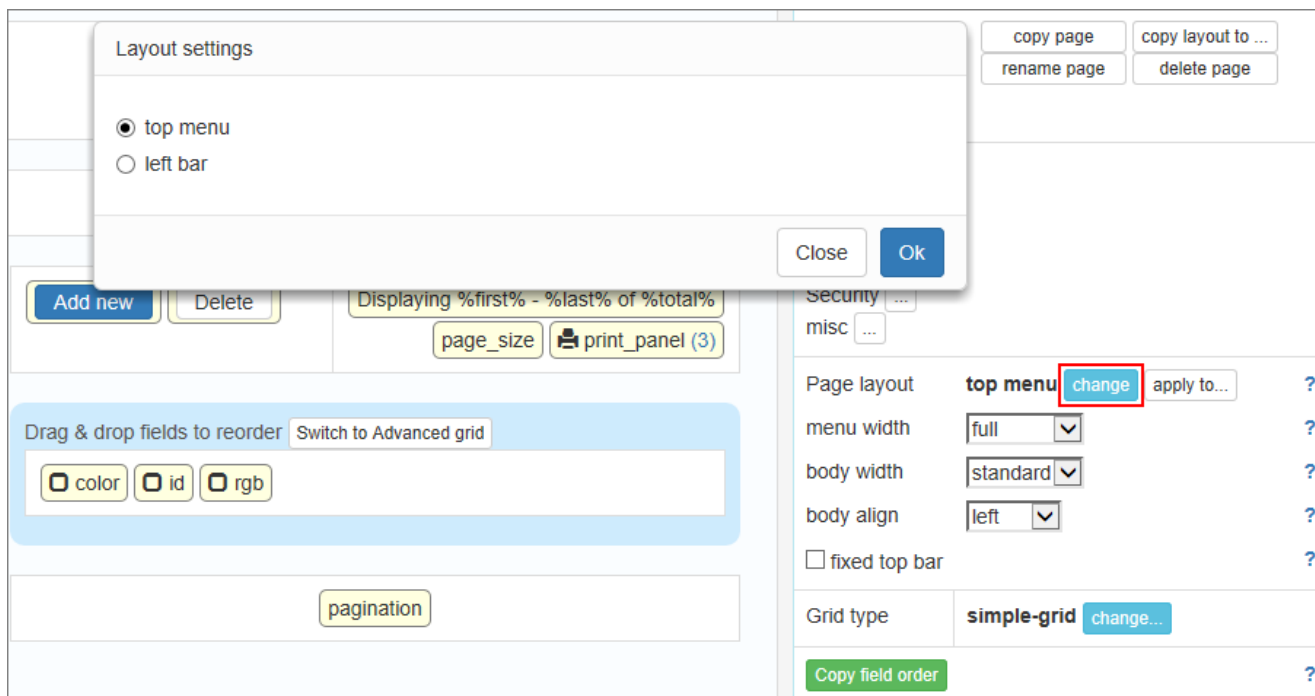 Layout settings
top menu
left bar
Close Ok
copy page copy layout to ...
rename page delete page
Add new Delete Displaying %first% - %last% of %total%
page_size print_panel (3)
Drag & drop fields to reorder Switch to Advanced grid
color id rgb
pagination
Security ...
misc ...
Page layout top menu change apply to... ?
menu width full ?
body width standard ?
body align left ?
fixed top bar ?
Grid type simple-grid change...
Copy field order ?